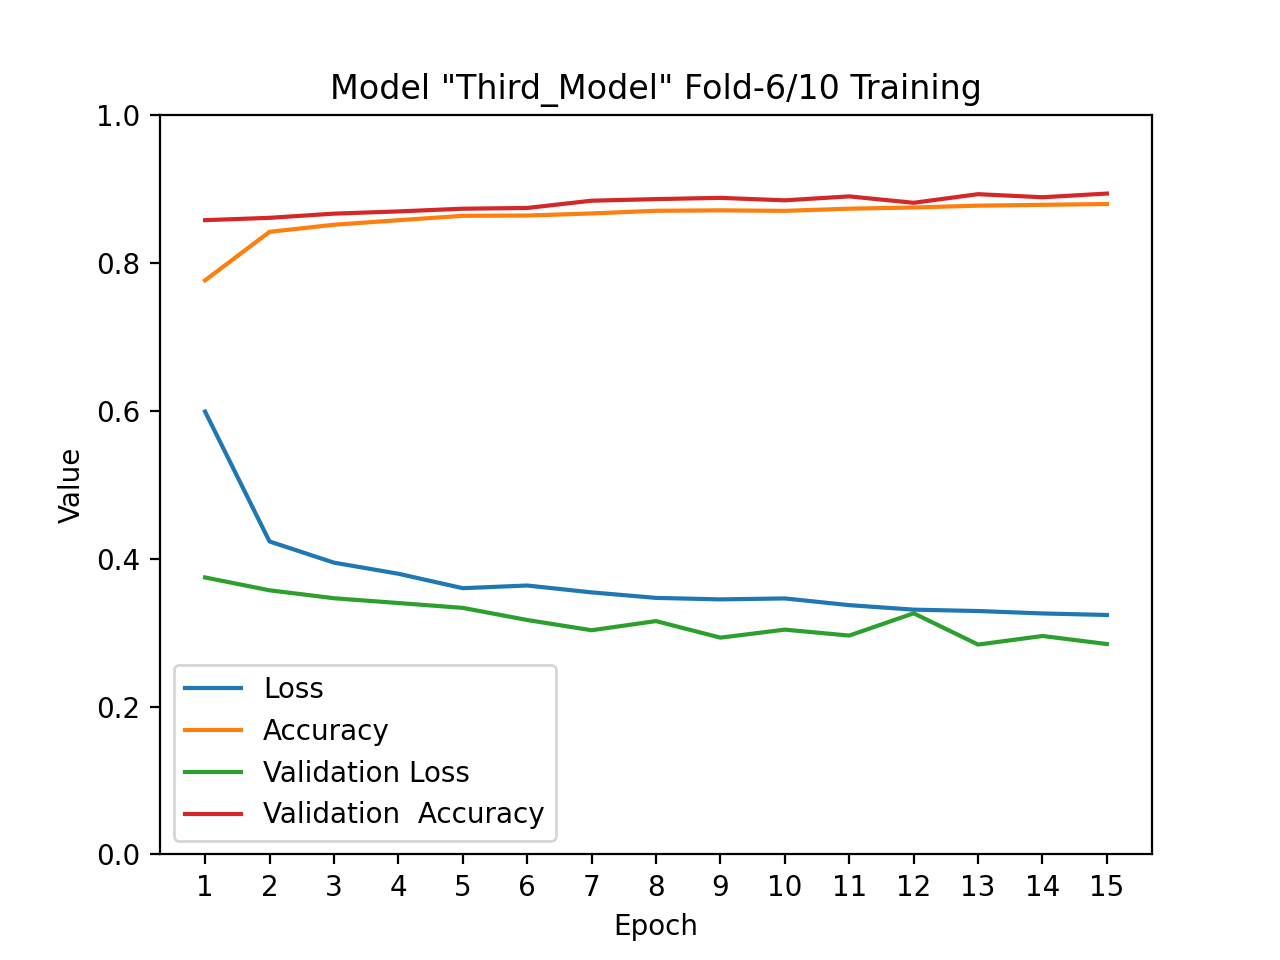 Model "Third_Model" Fold-6/10 Training
1.0
0.8
0.6
0.4
0.2
0.0
Value
Loss
Accuracy
Validation Loss
Validation  Accuracy
1 2 3 4 5 6 7 8 9 10 11 12 13 14 15
Epoch